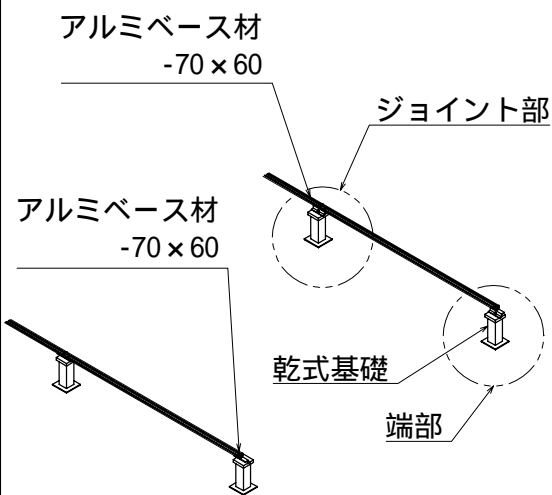 アルミベース材
-70×60
ジョイント部
アルミベース材
-70×60
乾式基礎
端部